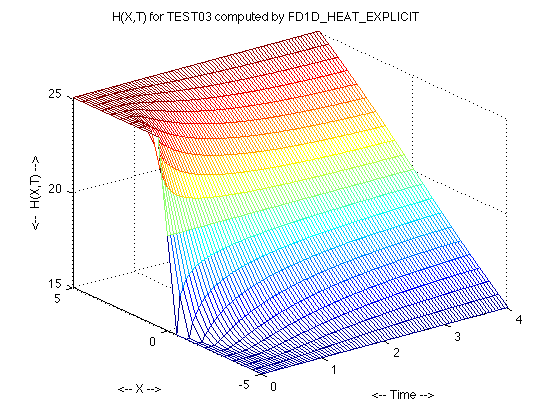 H(X,T) for TEST03 computed by FD1D_HEAT_EXPLICIT
25
20
15
<-- H(X,T) -->
5
0
-5
<-- X -->
0
1
2
3
4
<-- Time -->